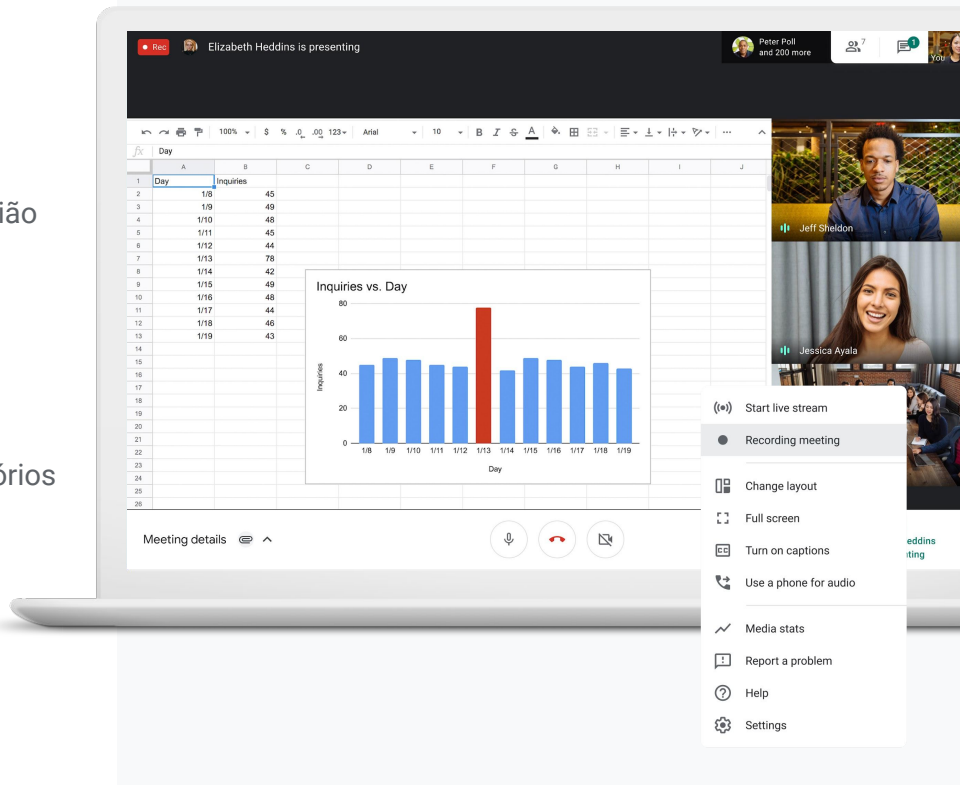 ião
órios
Rec
Elizabeth Heddins is presenting
Peter Poll
and 200 more
7
1
You
100% $ % .0 .00 123 Arial 10 B I S A
fx Day
A B C D E F G H I J
1 Day Inquiries
2 1/8 45
3 1/9 49
4 1/10 48
5 1/11 45
6 1/12 44
7 1/13 78
8 1/14 42
9 1/15 49
10 1/16 48
11 1/17 44
12 1/18 46
13 1/19 43
14
15
16
17
18
19
20
21
22
23
24
25
26
Inquiries vs. Day
Inquiries
80
60
40
20
0
1/8 1/9 1/10 1/11 1/12 1/13 1/14 1/15 1/16 1/17 1/18 1/19
Day
Jeff Sheldon
Jessica Ayala
Start live stream
Recording meeting
Change layout
Full screen
CC Turn on captions
Use a phone for audio
Media stats
Report a problem
Help
Settings
Meeting details
eddins
ting